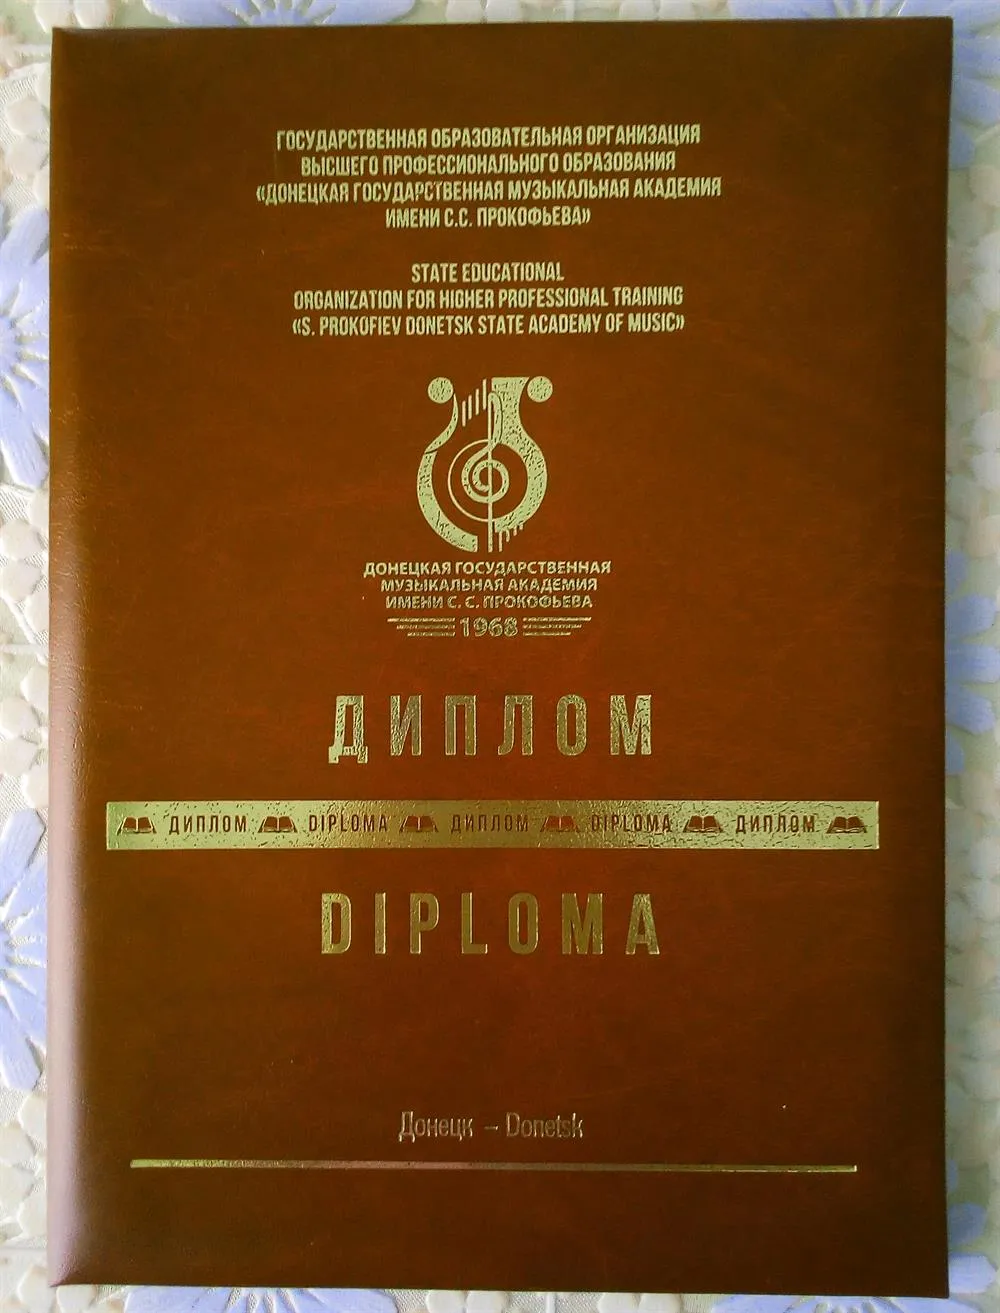 ГОСУДАРСТВЕННАЯ ОБРАЗОВАТЕЛЬНАЯ ОРГАНИЗАЦИЯ
ВЫСШЕГО ПРОФЕССИОНАЛЬНОГО ОБРАЗОВАНИЯ
«ДОНЕЦКАЯ ГОСУДАРСТВЕННАЯ МУЗЫКАЛЬНАЯ АКАДЕМИЯ
ИМЕНИ С.С. ПРОКОФЬЕВА»
STATE EDUCATIONAL
ORGANIZATION FOR HIGHER PROFESSIONAL TRAINING
«S. PROKOFIEV DONETSK STATE ACADEMY OF MUSIC»
ДОНЕЦКАЯ ГОСУДАРСТВЕННАЯ
МУЗЫКАЛЬНАЯ АКАДЕМИЯ
ИМЕНИ С. С. ПРОКОФЬЕВА
1968
ДИПЛОМ
ДИПЛОМ DIPLOMA ДИПЛОМ DIPLOMA ДИПЛОМ
DIPLOMA
Донецк – Donetsk